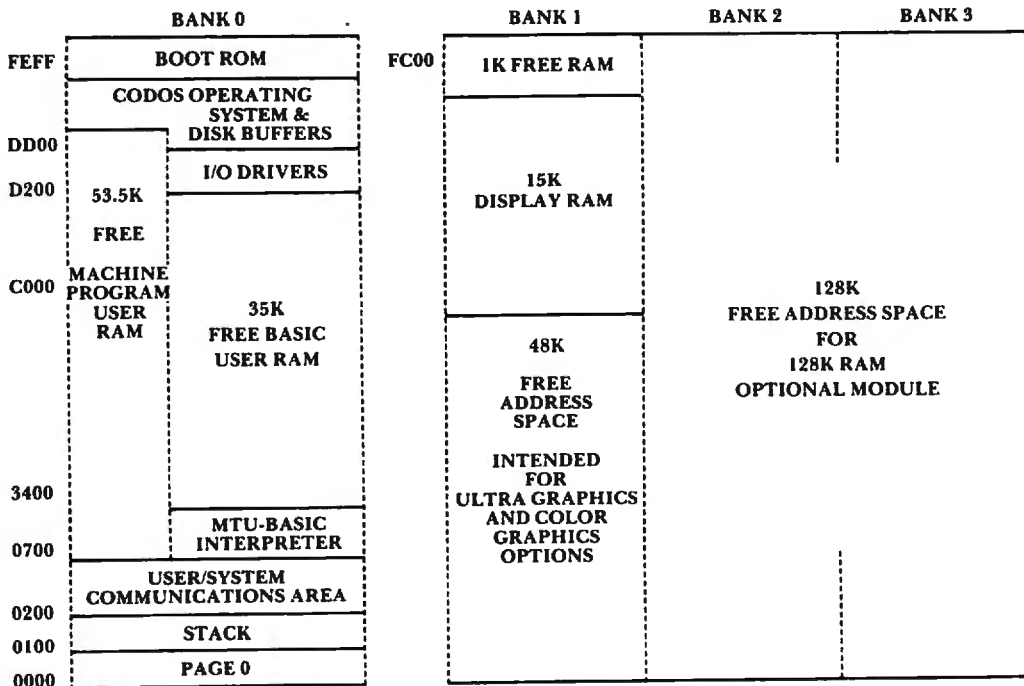 BANK 0
BANK 1
BANK 2
BANK 3
FEFF
BOOT ROM
CODOS OPERATING
SYSTEM &
DISK BUFFERS
DD00
I/O DRIVERS
D200
53.5K
FREE
MACHINE
PROGRAM
USER
RAM
C000
35K
FREE BASIC
USER RAM
3400
MTU-BASIC
INTERPRETER
0700
USER/SYSTEM
COMMUNICATIONS AREA
0200
STACK
0100
PAGE 0
0000
FC00
1K FREE RAM
15K
DISPLAY RAM
48K
FREE
ADDRESS
SPACE
INTENDED
FOR
ULTRA GRAPHICS
AND COLOR
GRAPHICS
OPTIONS
128K
FREE ADDRESS SPACE
FOR
128K RAM
OPTIONAL MODULE